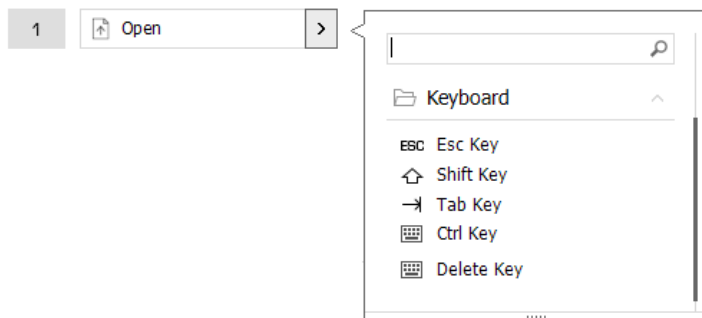 1 Open >
Keyboard
ESC Esc Key
Shift Key
Tab Key
Ctrl Key
Delete Key